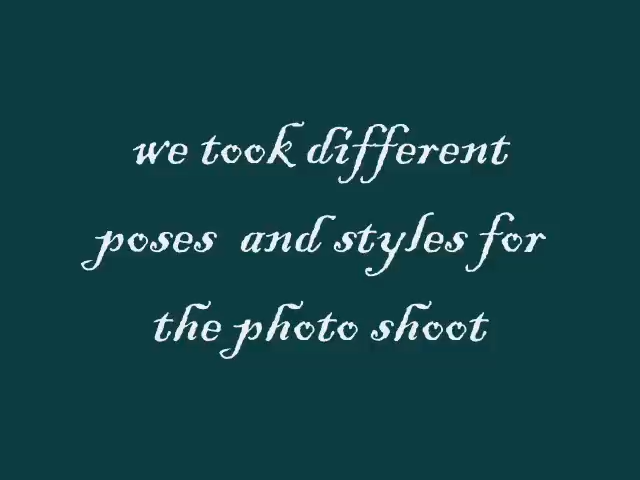 we took different
poses and styles for
the photo shoot